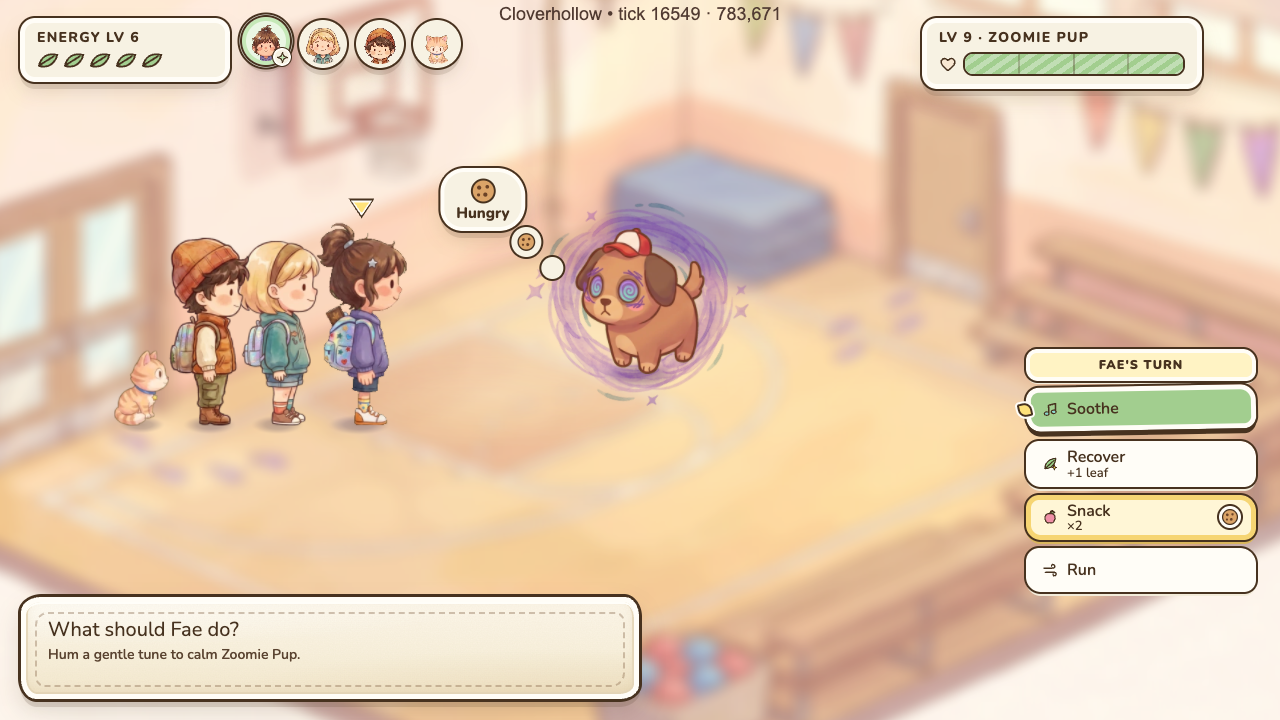 Cloverhollow • tick 16549 · 783,671
ENERGY LV 6
LV 9 · ZOOMIE PUP
Hungry
FAE'S TURN
Soothe
Recover
+1 leaf
Snack
×2
Run
What should Fae do?
Hum a gentle tune to calm Zoomie Pup.